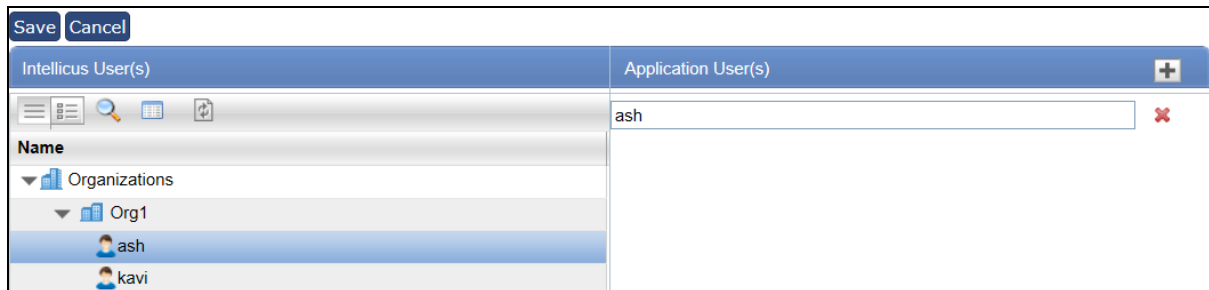 Save Cancel
Intellicus User(s) Application User(s)
ash
Name
Organizations
Org1
ash
kavi